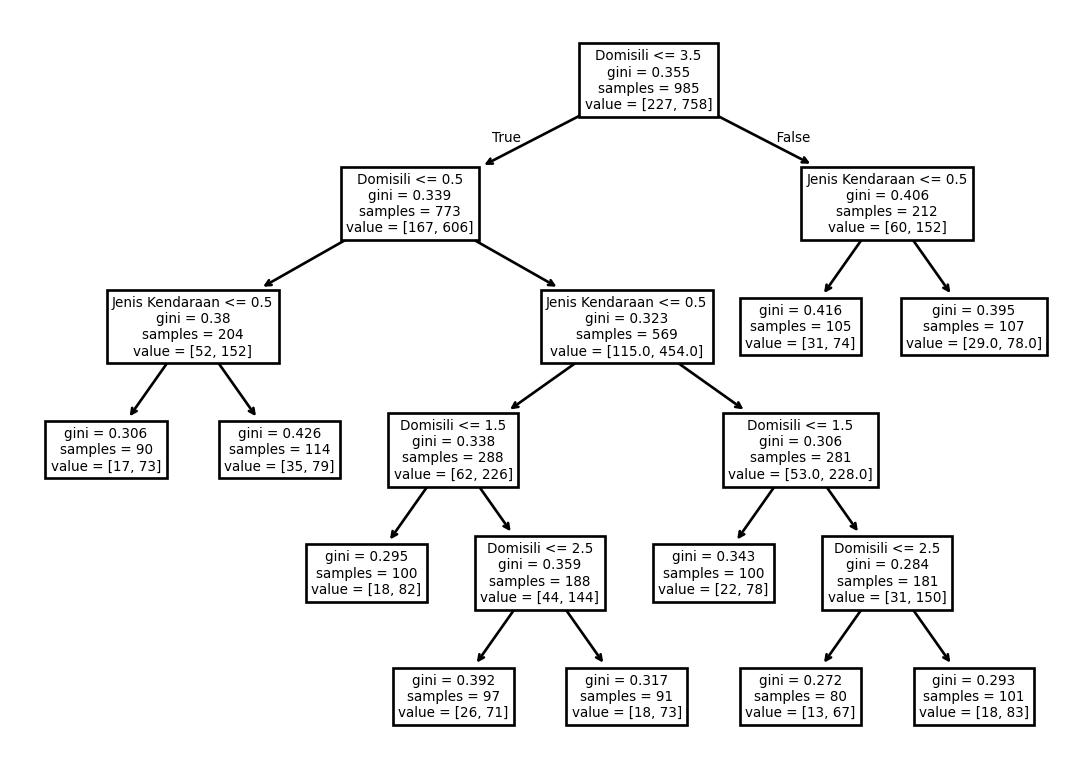 Domisili <= 3.5
gini = 0.355
samples = 985
value = [227, 758]
True
False
Domisili <= 0.5
gini = 0.339
samples = 773
value = [167, 606]
Jenis Kendaraan <= 0.5
gini = 0.406
samples = 212
value = [60, 152]
Jenis Kendaraan <= 0.5
gini = 0.38
samples = 204
value = [52, 152]
Jenis Kendaraan <= 0.5
gini = 0.323
samples = 569
value = [115.0, 454.0]
gini = 0.416
samples = 105
value = [31, 74]
gini = 0.395
samples = 107
value = [29.0, 78.0]
gini = 0.306
samples = 90
value = [17, 73]
gini = 0.426
samples = 114
value = [35, 79]
Domisili <= 1.5
gini = 0.338
samples = 288
value = [62, 226]
Domisili <= 1.5
gini = 0.306
samples = 281
value = [53.0, 228.0]
gini = 0.295
samples = 100
value = [18, 82]
Domisili <= 2.5
gini = 0.359
samples = 188
value = [44, 144]
gini = 0.343
samples = 100
value = [22, 78]
Domisili <= 2.5
gini = 0.284
samples = 181
value = [31, 150]
gini = 0.392
samples = 97
value = [26, 71]
gini = 0.317
samples = 91
value = [18, 73]
gini = 0.272
samples = 80
value = [13, 67]
gini = 0.293
samples = 101
value = [18, 83]